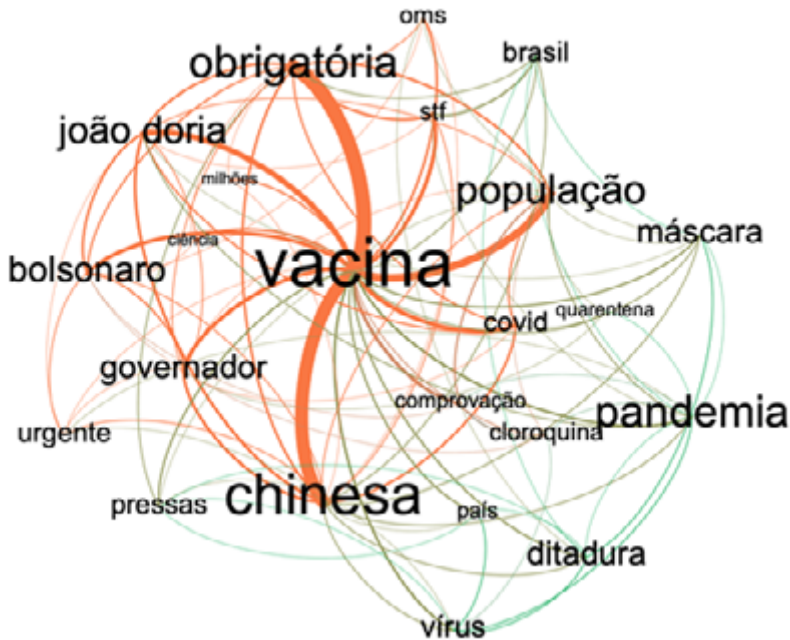 oms
brasil
obrigatória
stf
joão doria
milhões
população
máscara
ciência
vacina
bolsonaro
quarentena
covid
governador
comprovação
pandemia
urgente
cloroquina
chinesa
pressas
país
ditadura
vírus